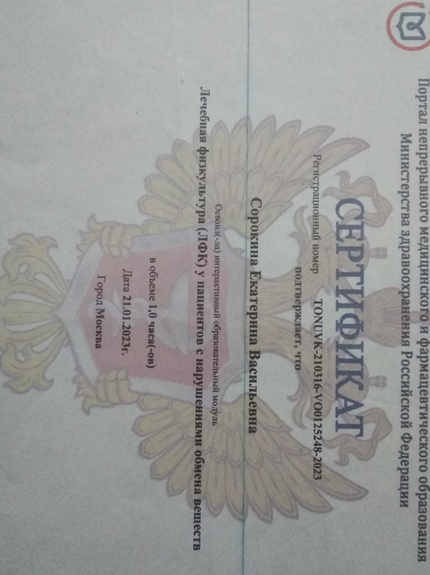 Портал непрерывного медицинского и фармацевтического образования
Министерства здравоохранения Российской Федерации
СЕРТИФИКАТ
Регистрационный номер TONUVK-210316-VO0125248-2023
подтверждает, что
Сорокина Екатерина Васильевна
Освоил(-ла) интерактивный образовательный модуль
Лечебная физкультура (ЛФК) у пациентов с нарушениями обмена веществ
в объеме 1,0 часа(-ов)
Дата 21.01.2023г.
Город Москва